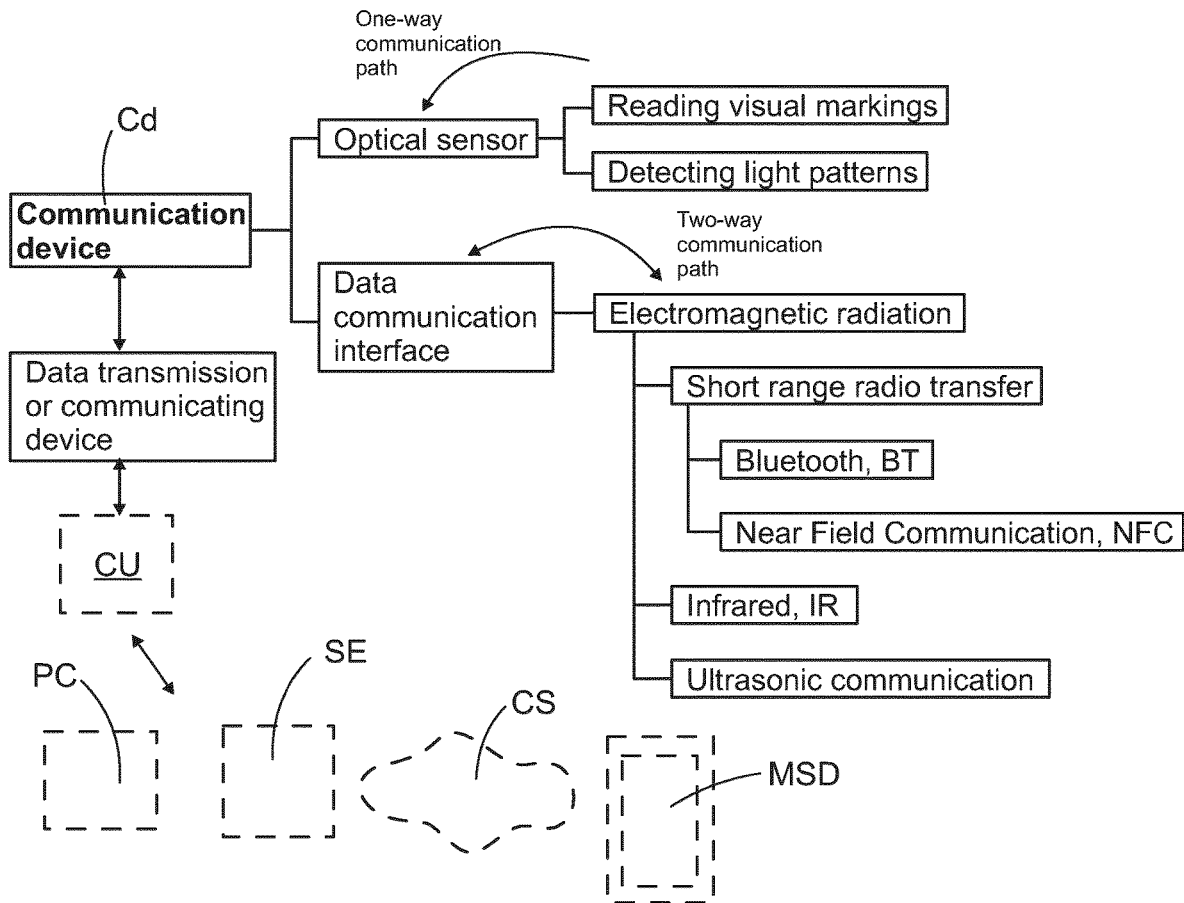 One-way
communication
path
Cd
Reading visual markings
Optical sensor
Detecting light patterns
Communication
device
Two-way
communication
path
Data
communication
interface
Electromagnetic radiation
Data transmission
or communicating
device
Short range radio transfer
Bluetooth, BT
Near Field Communication, NFC
CU
Infrared, IR
Ultrasonic communication
PC
SE
CS
MSD